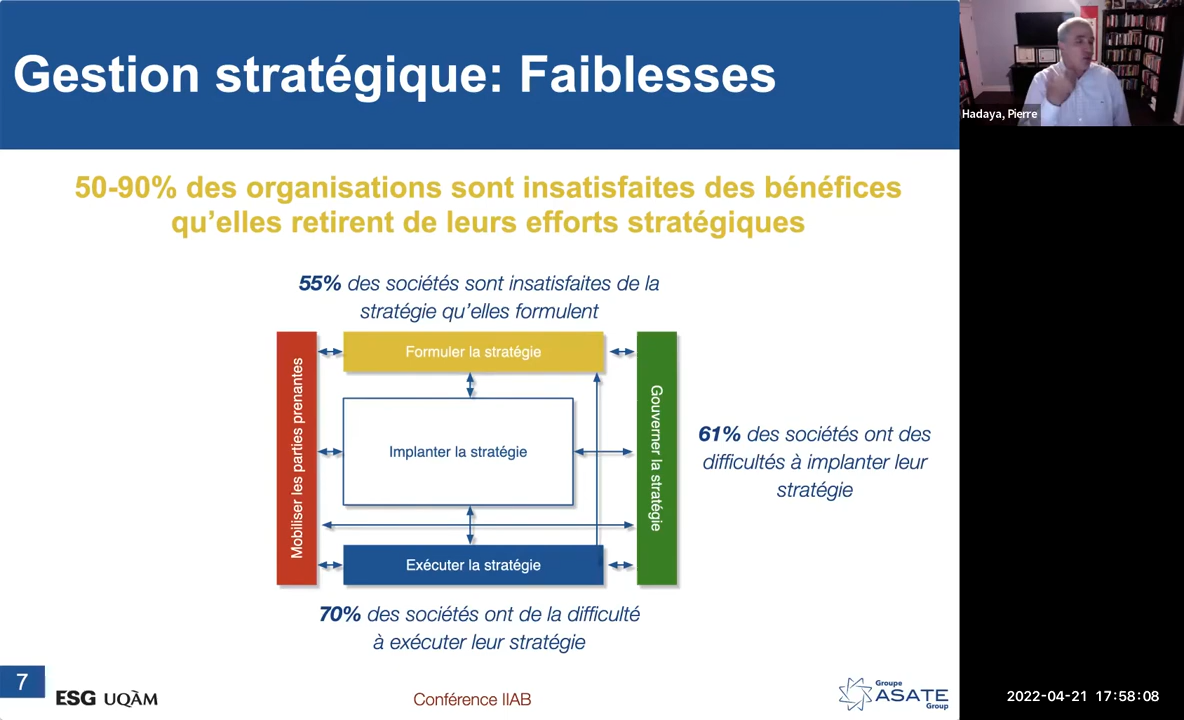 Gestion stratégique: Faiblesses
Hadaya, Pierre
50-90% des organisations sont insatisfaites des bénéfices
qu’elles retirent de leurs efforts stratégiques
55% des sociétés sont insatisfaites de la
stratégie qu’elles formulent
Mobiliser les parties prenantes
Formuler la stratégie
Implanter la stratégie
Exécuter la stratégie
Gouverner la stratégie
61% des sociétés ont des
difficultés à implanter leur
stratégie
70% des sociétés ont de la difficulté
à exécuter leur stratégie
7
ESG UQÀM
Conférence IIAB
Groupe
ASATE
Group
2022-04-21 17:58:08